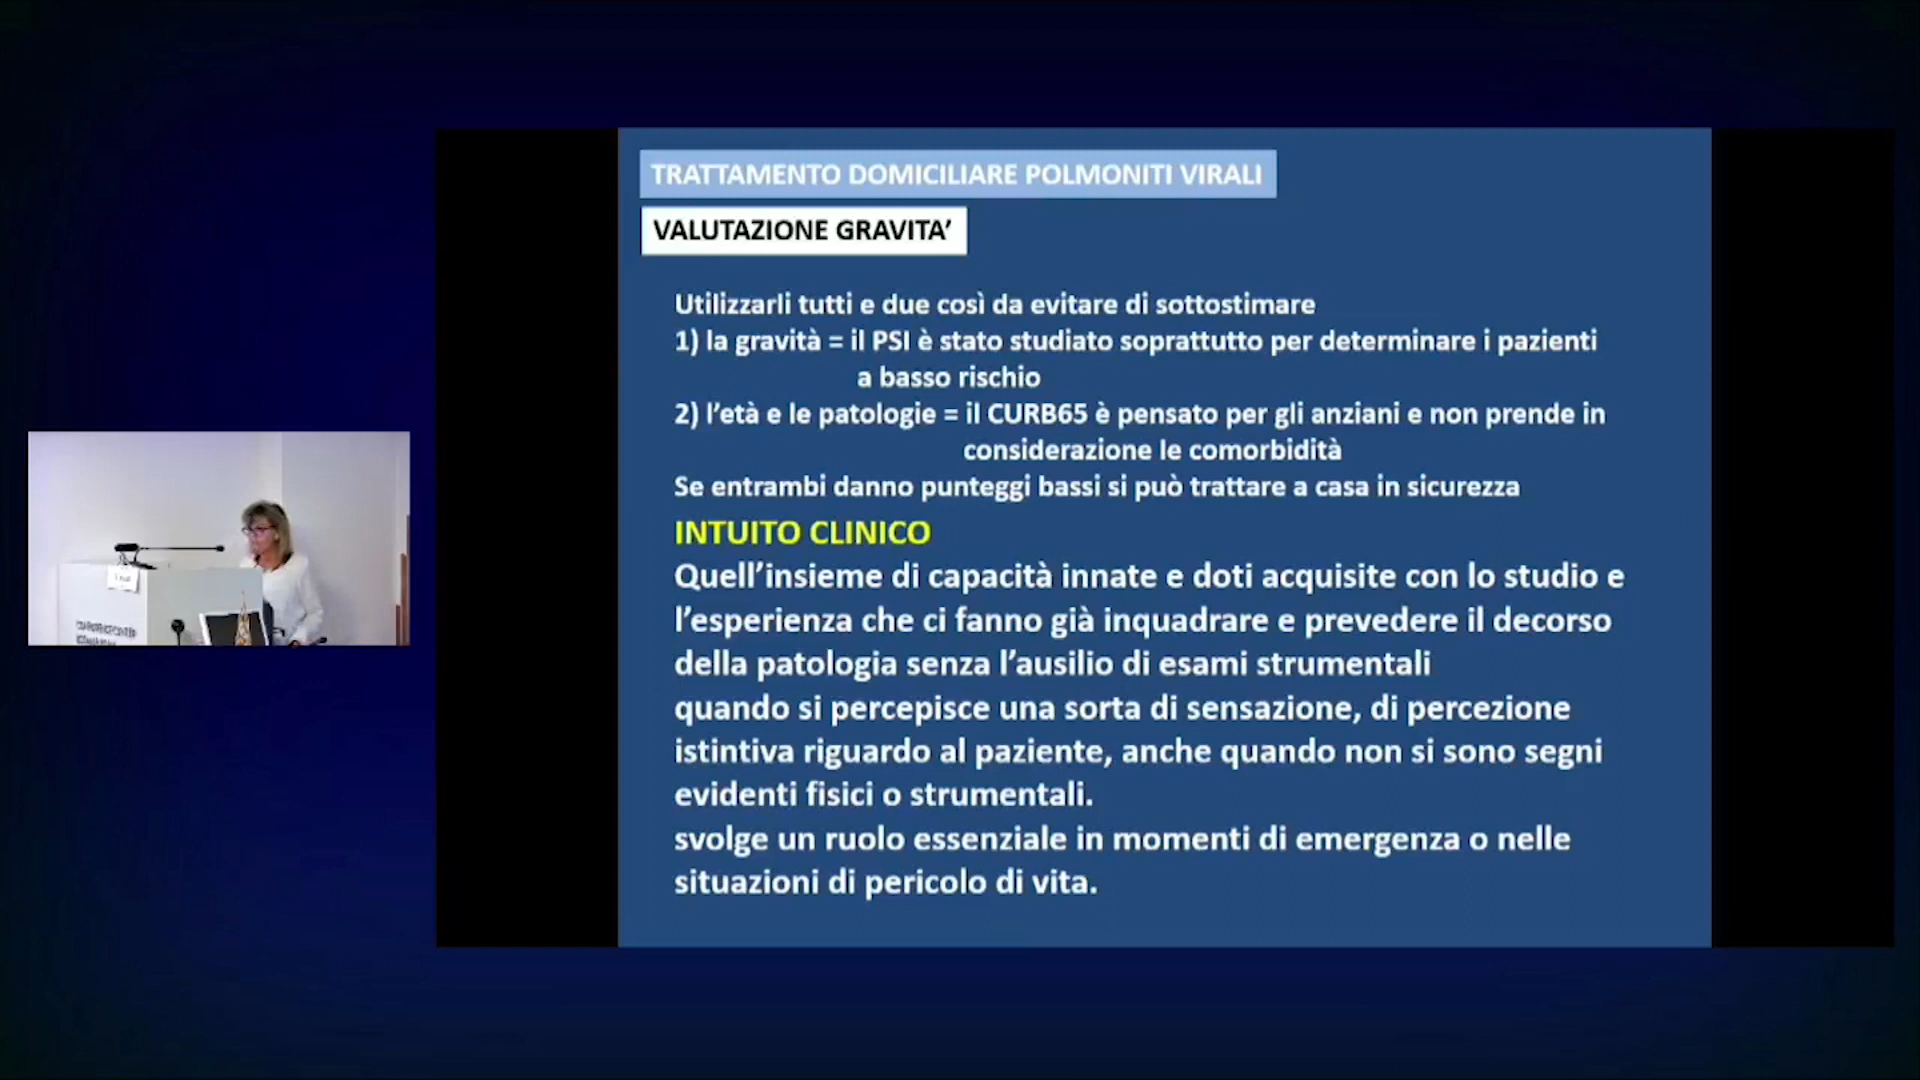 TRATTAMENTO DOMICILIARE POLMONITI VIRALI
VALUTAZIONE GRAVITA’
Utilizzarli tutti e due così da evitare di sottostimare
1) la gravità = il PSI è stato studiato soprattutto per determinare i pazienti
a basso rischio
2) l’età e le patologie = il CURB65 è pensato per gli anziani e non prende in
considerazione le comorbidità
Se entrambi danno punteggi bassi si può trattare a casa in sicurezza
INTUITO CLINICO
Quell’insieme di capacità innate e doti acquisite con lo studio e
l’esperienza che ci fanno già inquadrare e prevedere il decorso
della patologia senza l’ausilio di esami strumentali
quando si percepisce una sorta di sensazione, di percezione
istintiva riguardo al paziente, anche quando non si sono segni
evidenti fisici o strumentali.
svolge un ruolo essenziale in momenti di emergenza o nelle
situazioni di pericolo di vita.